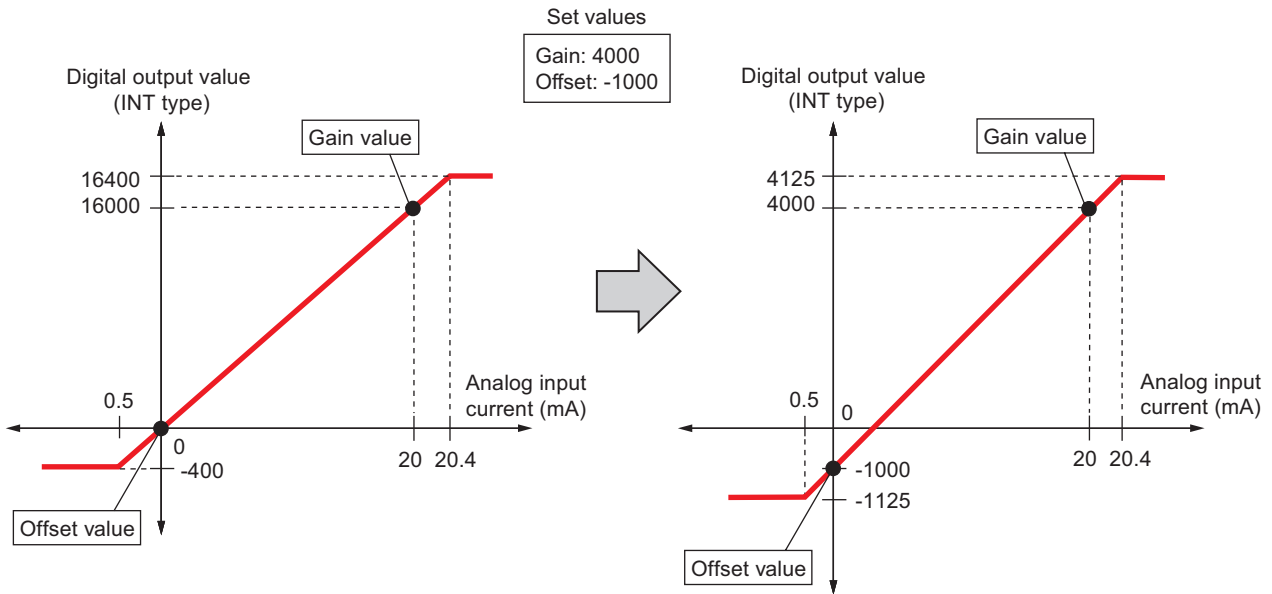 Set values
Gain: 4000
Offset: -1000
Digital output value
(INT type)
Gain value
16400
16000
0.5
Analog input
current (mA)
0
20
20.4
-400
Offset value
Digital output value
(INT type)
Gain value
4125
4000
0.5
0
Analog input
current (mA)
20
20.4
-1000
-1125
Offset value